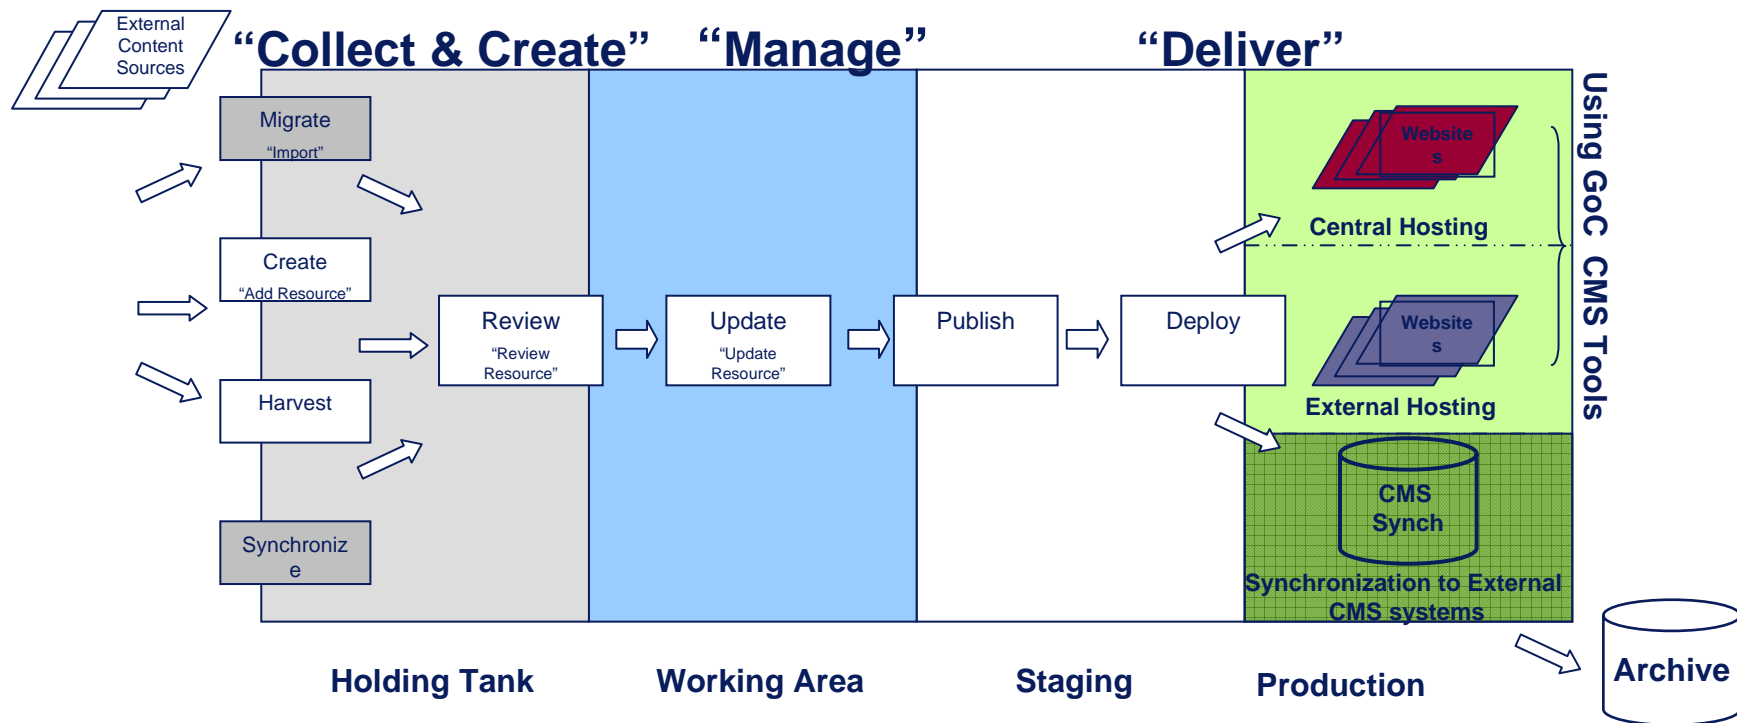 External
Content
Sources
“Collect & Create”
“Manage”
“Deliver”
Migrate
“Import”
Create
“Add Resource”
Harvest
Synchroniz
e
Review
“Review
Resource”
Update
“Update
Resource”
Publish
Deploy
Website
s
Central Hosting
Website
s
External Hosting
CMS
Synch
Synchronization to External
CMS systems
Using GoC CMS Tools
Holding Tank
Working Area
Staging
Production
Archive